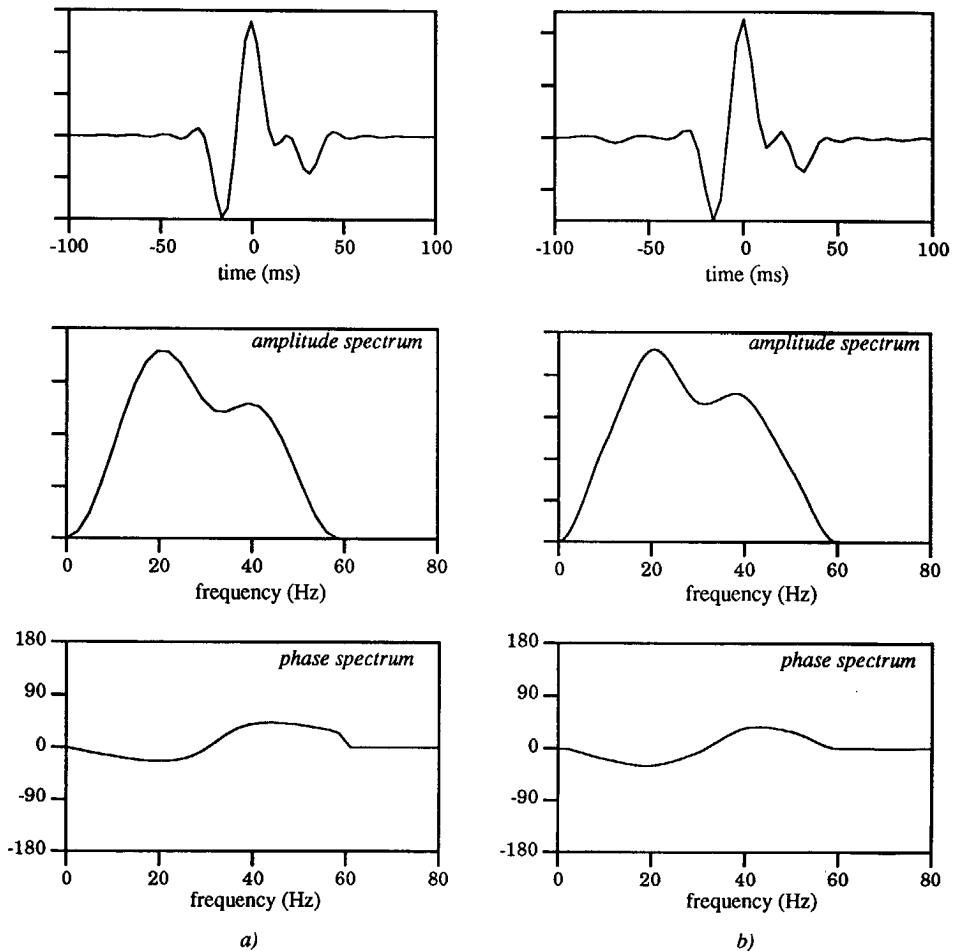 -100 -50 0 50 100
time (ms)
-100 -50 0 50 100
time (ms)
amplitude spectrum
0 20 40 60 80
frequency (Hz)
amplitude spectrum
0 20 40 60 80
frequency (Hz)
180
90
0
-90
-180
phase spectrum
0 20 40 60 80
frequency (Hz)
180
90
0
-90
-180
phase spectrum
0 20 40 60 80
frequency (Hz)
a)
b)